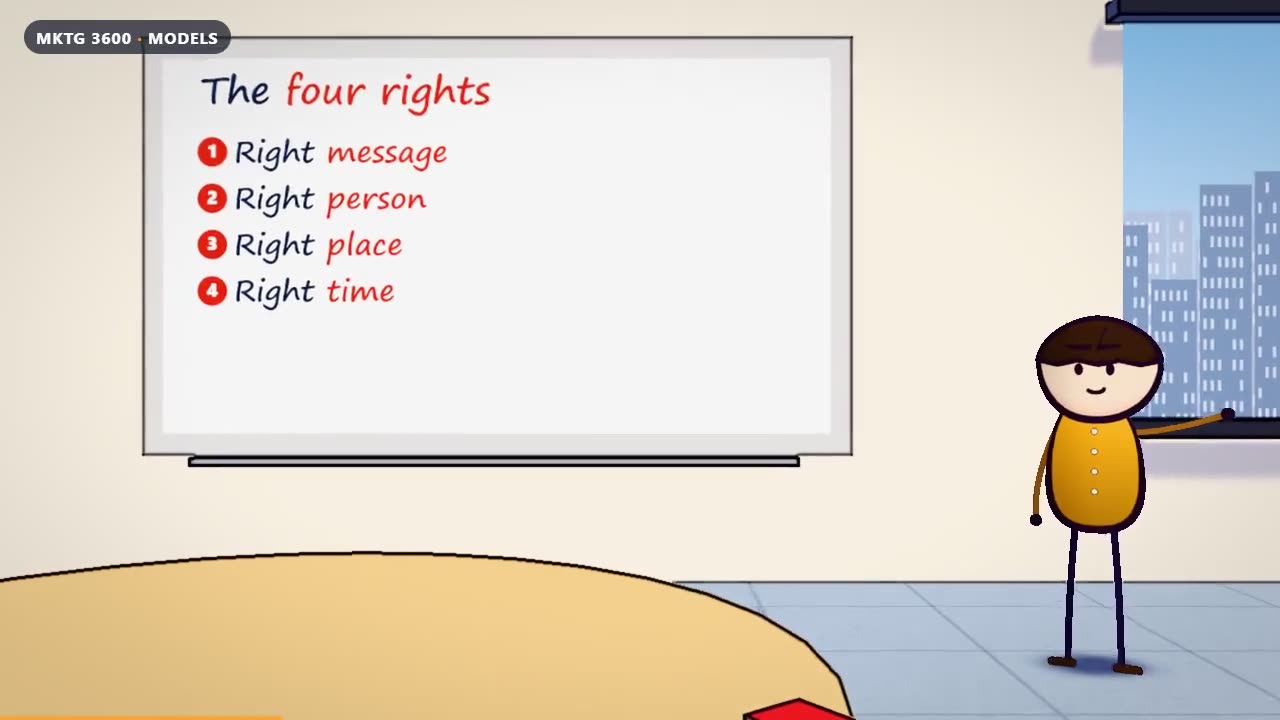 MKTG 3600 · MODELS
The four rights
1 Right message
2 Right person
3 Right place
4 Right time